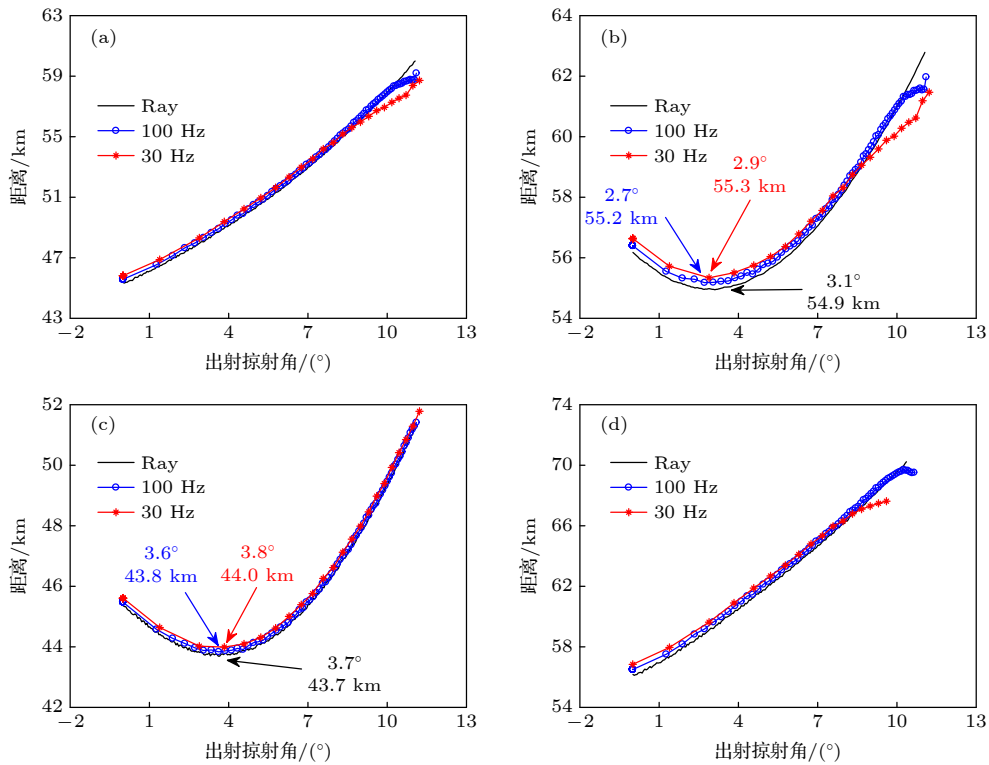 (a)
63
59
55
51
47
43
距离/km
Ray
100 Hz
30 Hz
−2
1
4
7
10
13
出射掠射角/(°)
(b)
64
62
60
58
56
54
距离/km
Ray
100 Hz
30 Hz
2.7°
55.2 km
2.9°
55.3 km
3.1°
54.9 km
−2
1
4
7
10
13
出射掠射角/(°)
(c)
52
50
48
46
44
42
距离/km
Ray
100 Hz
30 Hz
3.6°
43.8 km
3.8°
44.0 km
3.7°
43.7 km
−2
1
4
7
10
13
出射掠射角/(°)
(d)
74
70
66
62
58
54
距离/km
Ray
100 Hz
30 Hz
−2
1
4
7
10
13
出射掠射角/(°)